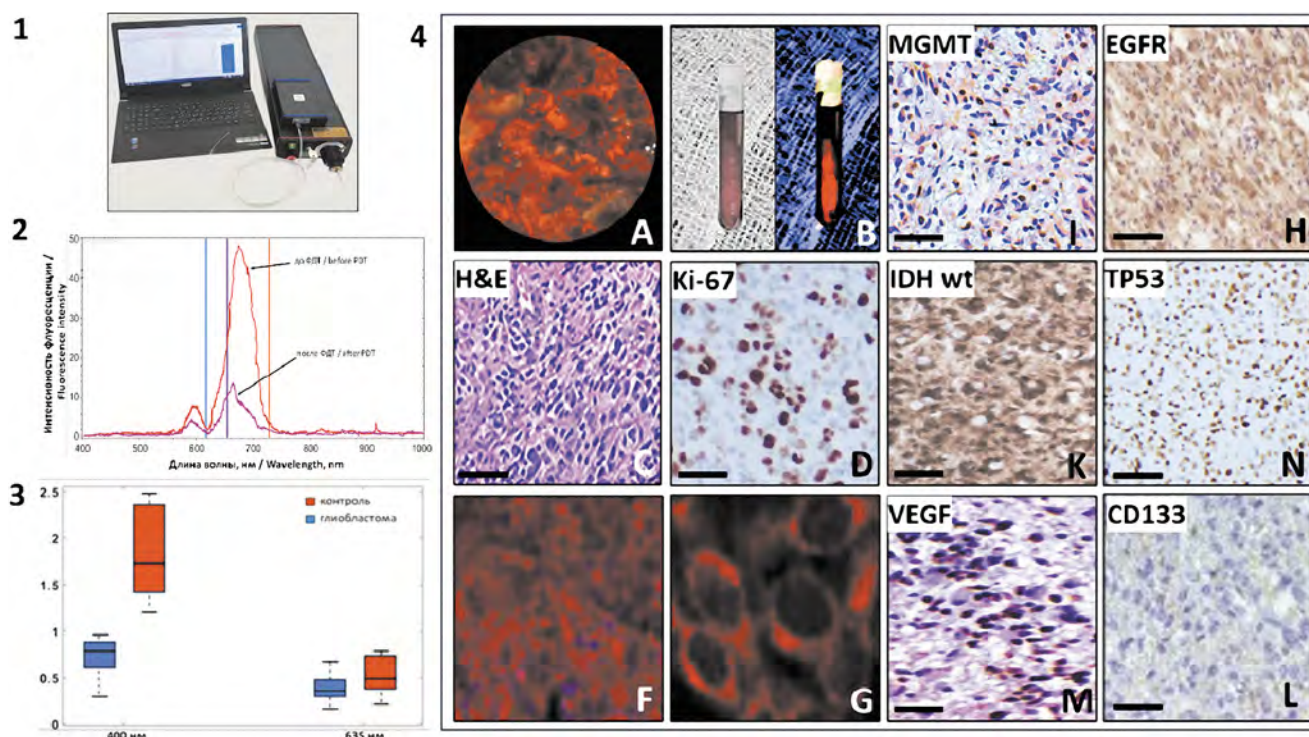 1
2
Интенсивность флуоресценции /
Fluorescence intensity
50
40
30
20
10
0
до ФДТ / before PDT
после ФДТ / after PDT
400
500
600
700
800
900
1000
Длина волны, нм / Wavelength, nm
3
2.5
2
1.5
1
0.5
0
контроль
глиобластома
400 нм
635 нм
4
A
B
MGMT
I
EGFR
H
H&E
C
Ki-67
D
IDH wt
K
TP53
N
F
G
VEGF
M
CD133
L